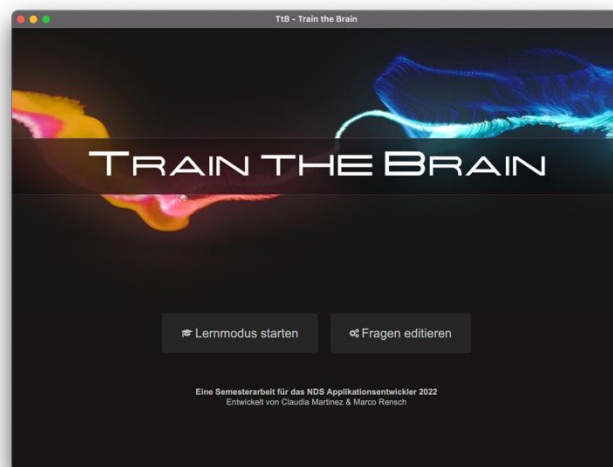 TtB - Train the Brain
TRAIN THE BRAIN
Lernmodus starten
Fragen editieren
Eine Semesterarbeit für das NDS Applikationsentwickler 2022
Entwickelt von Claudia Martinez & Marco Rensch